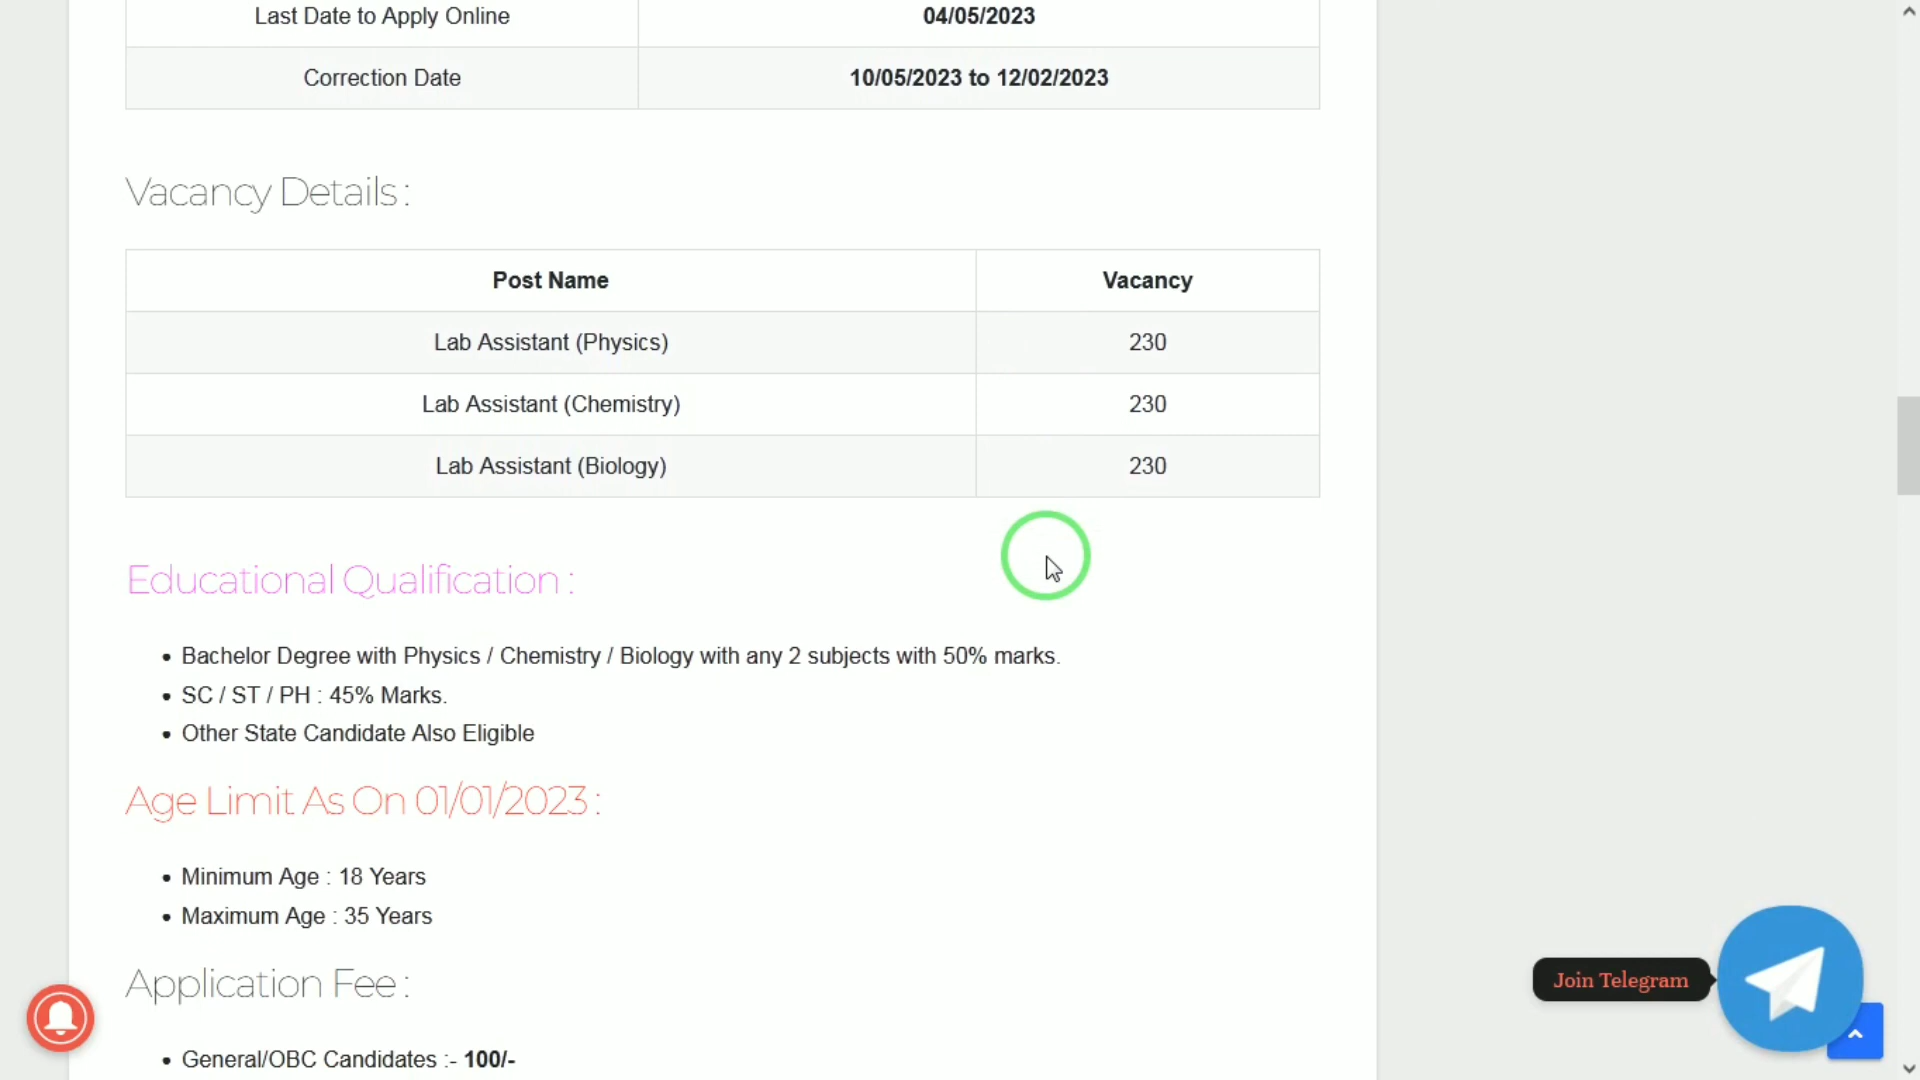 Last Date to Apply Online 04/05/2023
Correction Date 10/05/2023 to 12/02/2023
Vacancy Details :
Post Name Vacancy
Lab Assistant (Physics) 230
Lab Assistant (Chemistry) 230
Lab Assistant (Biology) 230
Educational Qualification :
Bachelor Degree with Physics / Chemistry / Biology with any 2 subjects with 50% marks.
SC / ST / PH : 45% Marks.
Other State Candidate Also Eligible
Age Limit As On 01/01/2023 :
Minimum Age : 18 Years
Maximum Age : 35 Years
Application Fee :
Join Telegram
General/OBC Candidates :- 100/-